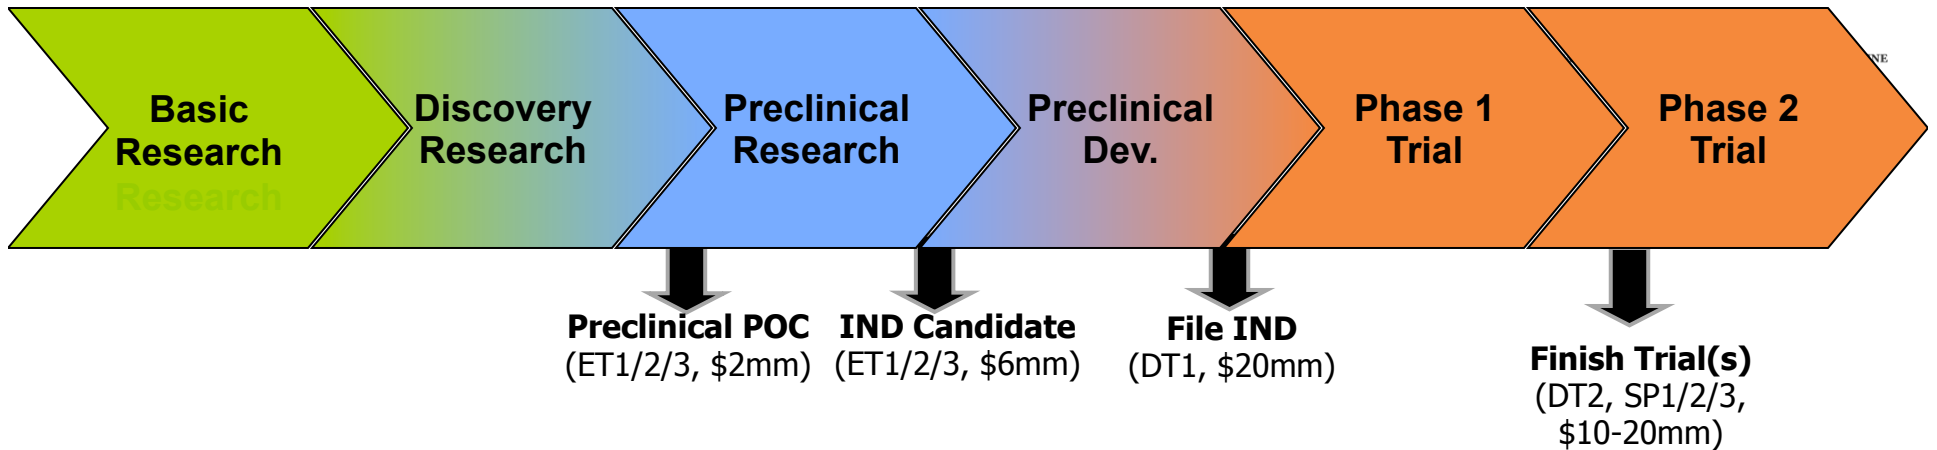 Basic
Research
Research
Discovery
Research
Preclinical
Research
Preclinical
Dev.
Phase 1
Trial
Phase 2
Trial
NE
Preclinical POC
(ET1/2/3, $2mm)
IND Candidate
(ET1/2/3, $6mm)
File IND
(DT1, $20mm)
Finish Trial(s)
(DT2, SP1/2/3,
$10-20mm)